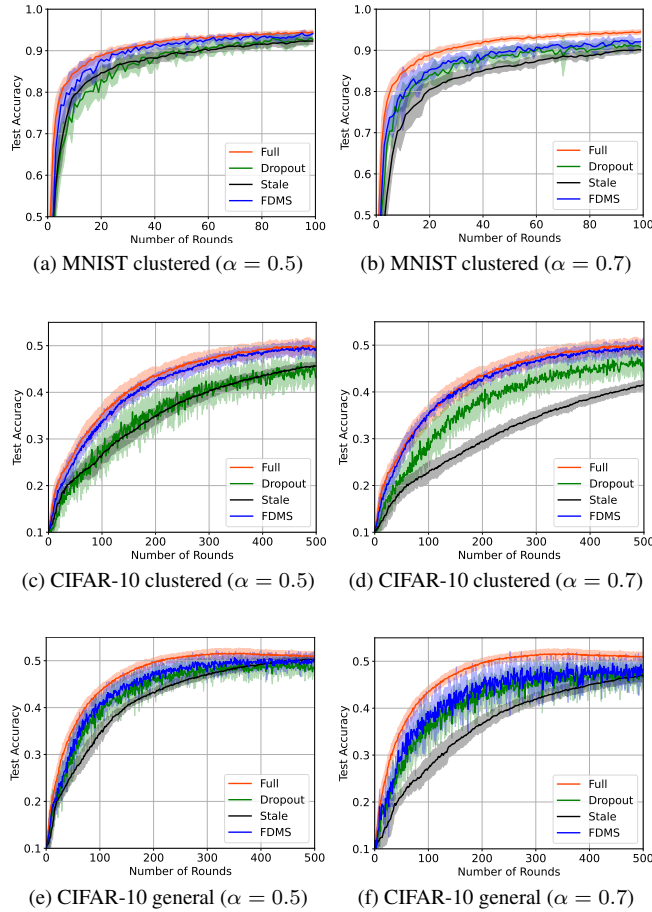 1.0
0.9
0.8
0.7
0.6
0.5
Test Accuracy
Full
Dropout
Stale
FDMS
0 20 40 60 80 100
Number of Rounds
(a) MNIST clustered (α = 0.5)
1.0
0.9
0.8
0.7
0.6
0.5
Test Accuracy
Full
Dropout
Stale
FDMS
0 20 40 60 80 100
Number of Rounds
(b) MNIST clustered (α = 0.7)
0.5
0.4
0.3
0.2
0.1
Test Accuracy
Full
Dropout
Stale
FDMS
0 100 200 300 400 500
Number of Rounds
(c) CIFAR-10 clustered (α = 0.5)
0.5
0.4
0.3
0.2
0.1
Test Accuracy
Full
Dropout
Stale
FDMS
0 100 200 300 400 500
Number of Rounds
(d) CIFAR-10 clustered (α = 0.7)
0.5
0.4
0.3
0.2
0.1
Test Accuracy
Full
Dropout
Stale
FDMS
0 100 200 300 400 500
Number of Rounds
(e) CIFAR-10 general (α = 0.5)
0.5
0.4
0.3
0.2
0.1
Test Accuracy
Full
Dropout
Stale
FDMS
0 100 200 300 400 500
Number of Rounds
(f) CIFAR-10 general (α = 0.7)